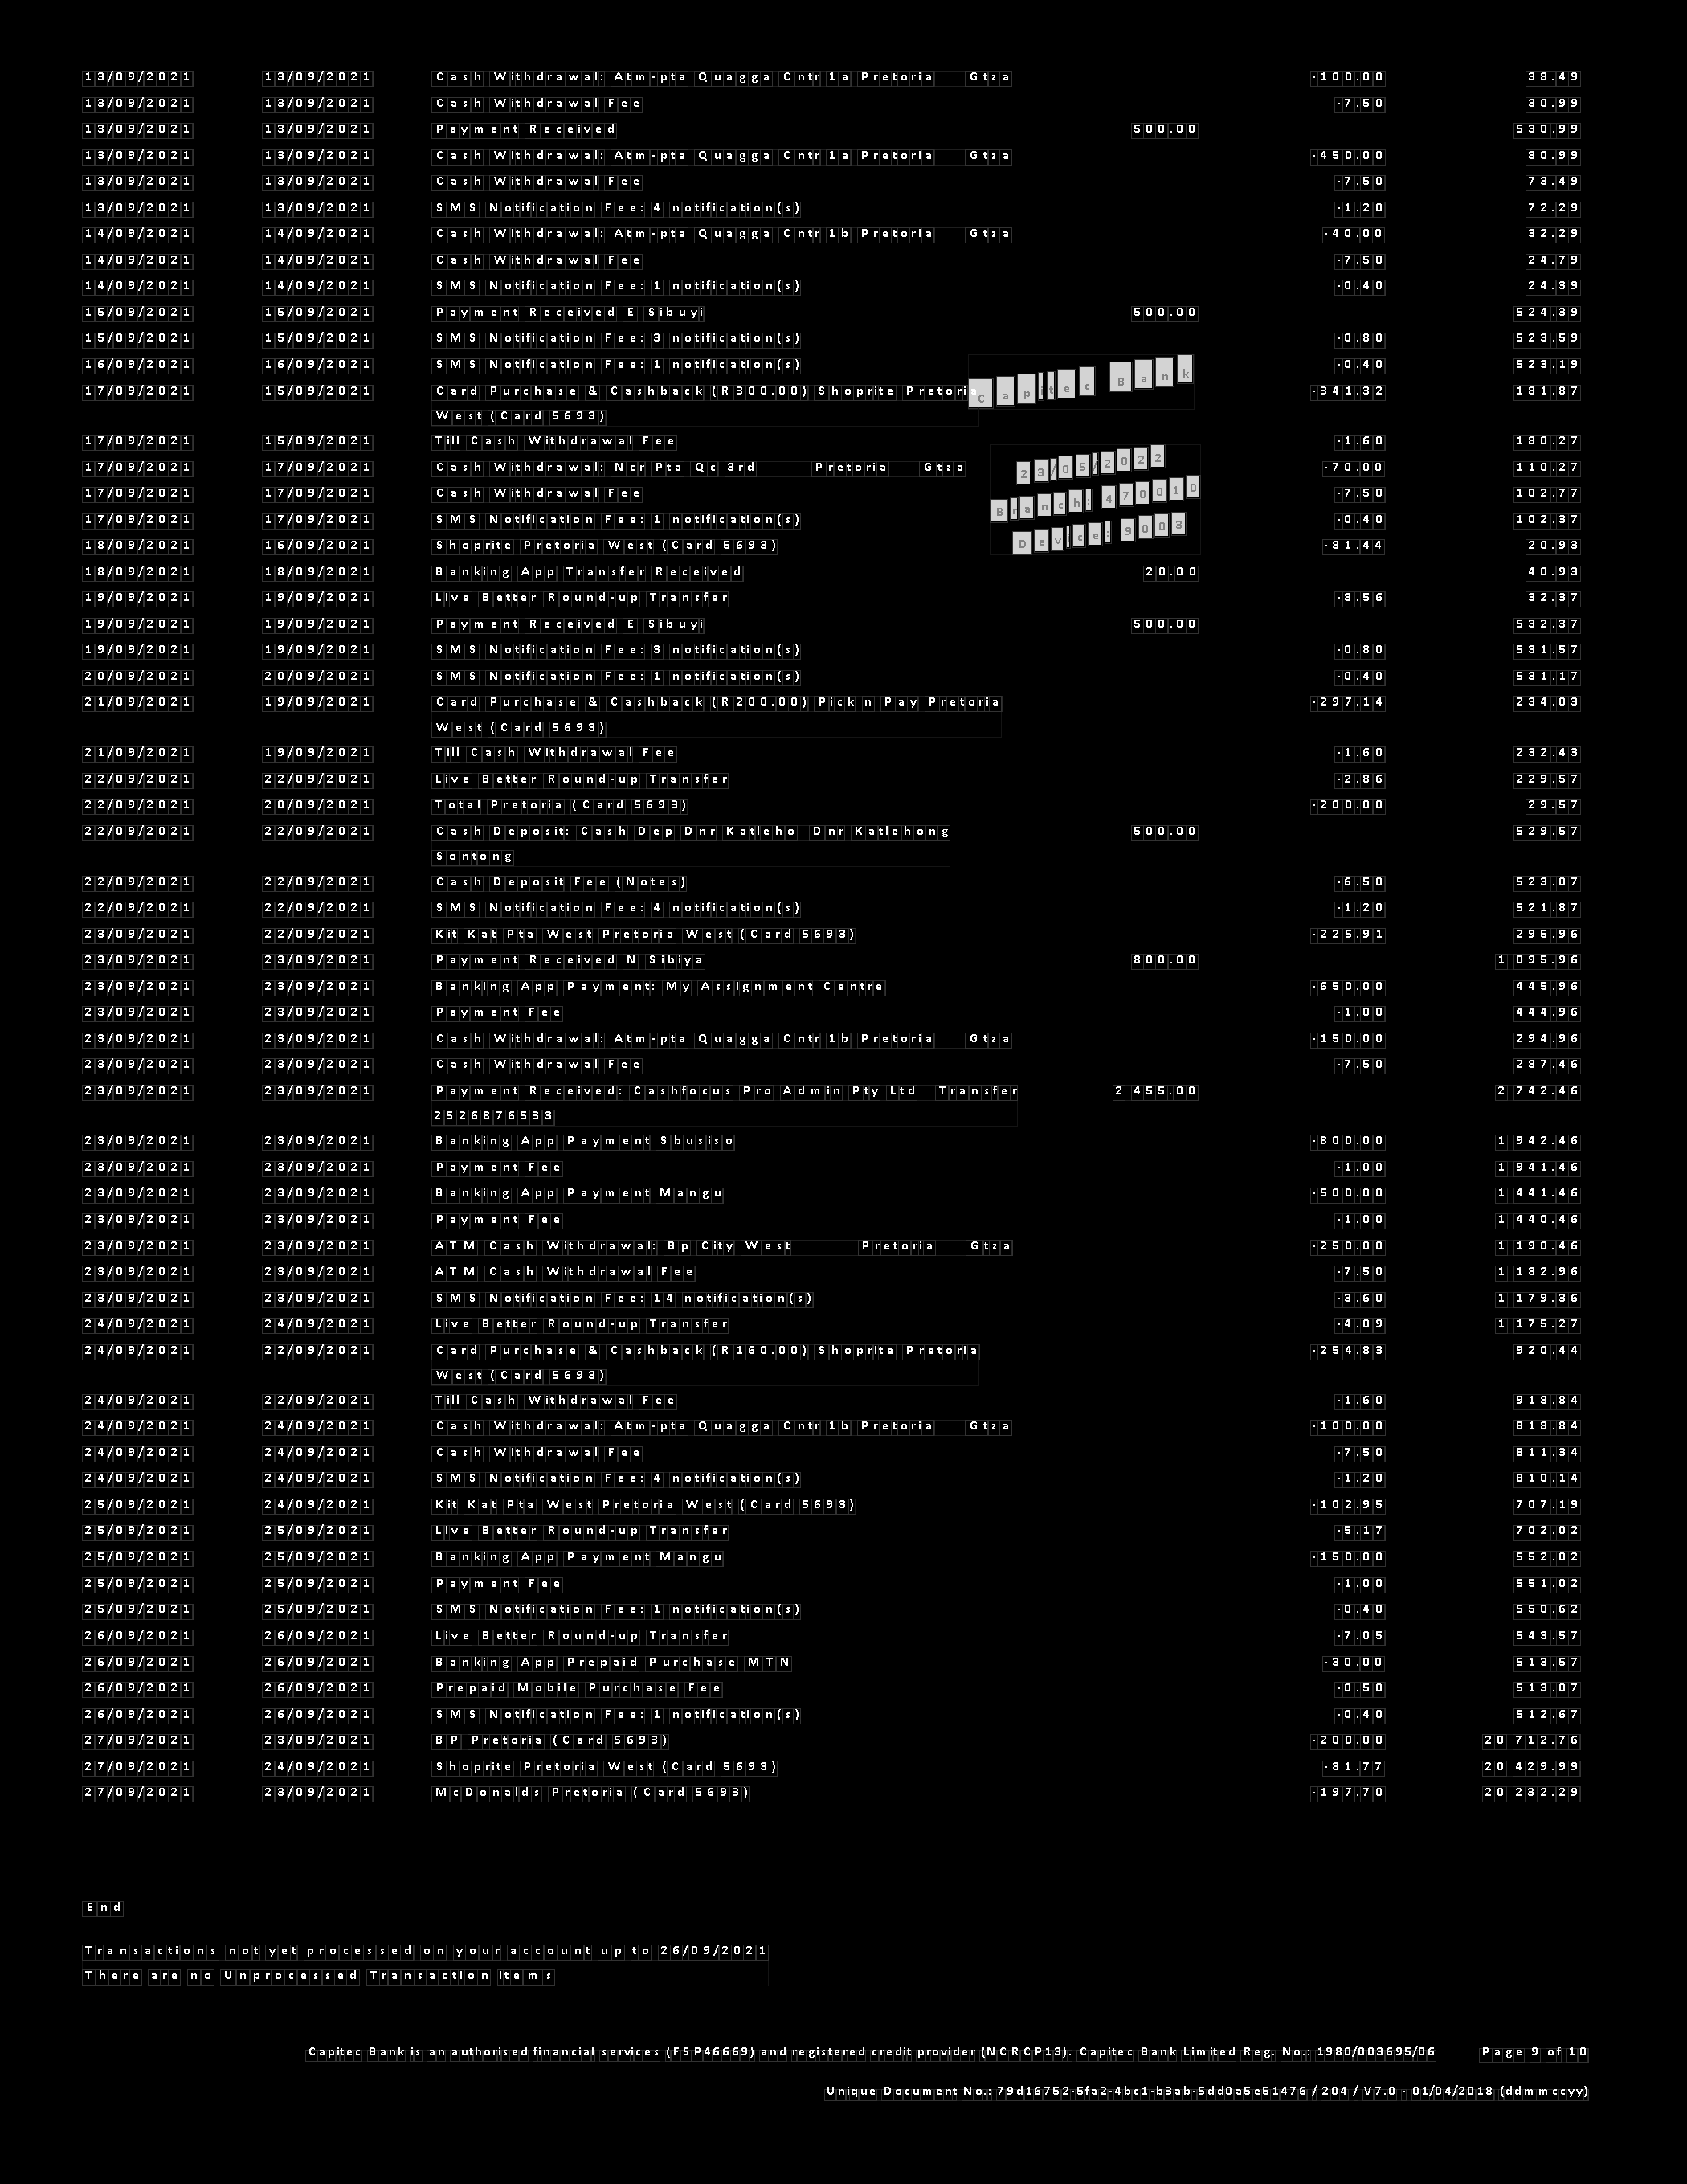 13/09/2021 13/09/2021 Cash Withdrawal: Atm-pta Quagga Cntr 1a Pretoria Gtza -100.00 38.49
13/09/2021 13/09/2021 Cash Withdrawal Fee -7.50 30.99
13/09/2021 13/09/2021 Payment Received 500.00 530.99
13/09/2021 13/09/2021 Cash Withdrawal: Atm-pta Quagga Cntr 1a Pretoria Gtza -450.00 80.99
13/09/2021 13/09/2021 Cash Withdrawal Fee -7.50 73.49
13/09/2021 13/09/2021 SMS Notification Fee: 4 notification(s) -1.20 72.29
14/09/2021 14/09/2021 Cash Withdrawal: Atm-pta Quagga Cntr 1b Pretoria Gtza -40.00 32.29
14/09/2021 14/09/2021 Cash Withdrawal Fee -7.50 24.79
14/09/2021 14/09/2021 SMS Notification Fee: 1 notification(s) -0.40 24.39
15/09/2021 15/09/2021 Payment Received E Sibuyi 500.00 524.39
15/09/2021 15/09/2021 SMS Notification Fee: 3 notification(s) -0.80 523.59
16/09/2021 16/09/2021 SMS Notification Fee: 1 notification(s) -0.40 523.19
Capitec Bank
17/09/2021 15/09/2021 Card Purchase & Cashback (R300.00) Shoprite Pretoria -341.32 181.87
West (Card 5693)
17/09/2021 15/09/2021 Till Cash Withdrawal Fee -1.60 180.27
23/05/2022
17/09/2021 17/09/2021 Cash Withdrawal: Ncr Pta Qc 3rd Pretoria Gtza -70.00 110.27
17/09/2021 17/09/2021 Cash Withdrawal Fee -7.50 102.77
Branch: 470010
17/09/2021 17/09/2021 SMS Notification Fee: 1 notification(s) -0.40 102.37
Device: 9003
18/09/2021 16/09/2021 Shoprite Pretoria West (Card 5693) -81.44 20.93
18/09/2021 18/09/2021 Banking App Transfer Received 20.00 40.93
19/09/2021 19/09/2021 Live Better Round-up Transfer -8.56 32.37
19/09/2021 19/09/2021 Payment Received E Sibuyi 500.00 532.37
19/09/2021 19/09/2021 SMS Notification Fee: 3 notification(s) -0.80 531.57
20/09/2021 20/09/2021 SMS Notification Fee: 1 notification(s) -0.40 531.17
21/09/2021 19/09/2021 Card Purchase & Cashback (R200.00) Pick n Pay Pretoria -297.14 234.03
West (Card 5693)
21/09/2021 19/09/2021 Till Cash Withdrawal Fee -1.60 232.43
22/09/2021 22/09/2021 Live Better Round-up Transfer -2.86 229.57
22/09/2021 20/09/2021 Total Pretoria (Card 5693) -200.00 29.57
22/09/2021 22/09/2021 Cash Deposit: Cash Dep Dnr Katleho Dnr Katlehong 500.00 529.57
Sontong
22/09/2021 22/09/2021 Cash Deposit Fee (Notes) -6.50 523.07
22/09/2021 22/09/2021 SMS Notification Fee: 4 notification(s) -1.20 521.87
23/09/2021 22/09/2021 Kit Kat Pta West Pretoria West (Card 5693) -225.91 295.96
23/09/2021 23/09/2021 Payment Received N Sibiya 800.00 1 095.96
23/09/2021 23/09/2021 Banking App Payment: My Assignment Centre -650.00 445.96
23/09/2021 23/09/2021 Payment Fee -1.00 444.96
23/09/2021 23/09/2021 Cash Withdrawal: Atm-pta Quagga Cntr 1b Pretoria Gtza -150.00 294.96
23/09/2021 23/09/2021 Cash Withdrawal Fee -7.50 287.46
23/09/2021 23/09/2021 Payment Received: Cashfocus Pro Admin Pty Ltd Transfer 2 455.00 2 742.46
2526876533
23/09/2021 23/09/2021 Banking App Payment Sbusiso -800.00 1 942.46
23/09/2021 23/09/2021 Payment Fee -1.00 1 941.46
23/09/2021 23/09/2021 Banking App Payment Mangu -500.00 1 441.46
23/09/2021 23/09/2021 Payment Fee -1.00 1 440.46
23/09/2021 23/09/2021 ATM Cash Withdrawal: Bp City West Pretoria Gtza -250.00 1 190.46
23/09/2021 23/09/2021 ATM Cash Withdrawal Fee -7.50 1 182.96
23/09/2021 23/09/2021 SMS Notification Fee: 14 notification(s) -3.60 1 179.36
24/09/2021 24/09/2021 Live Better Round-up Transfer -4.09 1 175.27
24/09/2021 22/09/2021 Card Purchase & Cashback (R160.00) Shoprite Pretoria -254.83 920.44
West (Card 5693)
24/09/2021 22/09/2021 Till Cash Withdrawal Fee -1.60 918.84
24/09/2021 24/09/2021 Cash Withdrawal: Atm-pta Quagga Cntr 1b Pretoria Gtza -100.00 818.84
24/09/2021 24/09/2021 Cash Withdrawal Fee -7.50 811.34
24/09/2021 24/09/2021 SMS Notification Fee: 4 notification(s) -1.20 810.14
25/09/2021 24/09/2021 Kit Kat Pta West Pretoria West (Card 5693) -102.95 707.19
25/09/2021 25/09/2021 Live Better Round-up Transfer -5.17 702.02
25/09/2021 25/09/2021 Banking App Payment Mangu -150.00 552.02
25/09/2021 25/09/2021 Payment Fee -1.00 551.02
25/09/2021 25/09/2021 SMS Notification Fee: 1 notification(s) -0.40 550.62
26/09/2021 26/09/2021 Live Better Round-up Transfer -7.05 543.57
26/09/2021 26/09/2021 Banking App Prepaid Purchase MTN -30.00 513.57
26/09/2021 26/09/2021 Prepaid Mobile Purchase Fee -0.50 513.07
26/09/2021 26/09/2021 SMS Notification Fee: 1 notification(s) -0.40 512.67
27/09/2021 23/09/2021 BP Pretoria (Card 5693) -200.00 20 712.76
27/09/2021 24/09/2021 Shoprite Pretoria West (Card 5693) -81.77 20 429.99
27/09/2021 23/09/2021 McDonalds Pretoria (Card 5693) -197.70 20 232.29
End
Transactions not yet processed on your account up to 26/09/2021
There are no Unprocessed Transaction Items
Capitec Bank is an authorised financial services (FSP46669) and registered credit provider (NCRCP13). Capitec Bank Limited Reg. No.: 1980/003695/06 Page 9 of 10
Unique Document No.: 79d16752-5fa2-4bc1-b3ab-5dd0a5e51476 / 204 / V7.0 - 01/04/2018 (ddmmccyy)